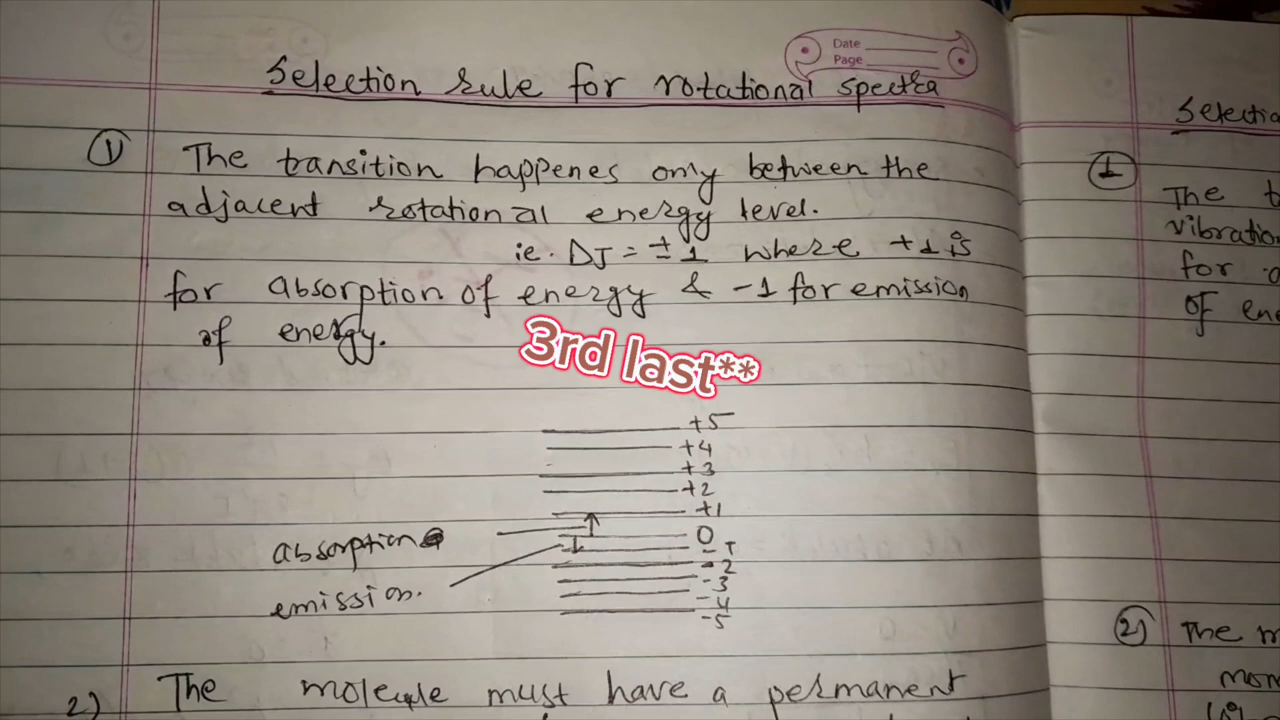 Date
Page
Selection rule for rotational spectra
1) The transition happenes only between the
adjacent rotational energy level.
ie. ΔJ = ±1 where +1 is
for absorption of energy & -1 for emission
of energy.
3rd last**
+5
+4
+3
+2
+1
0
-1
-2
-3
-4
-5
absorption
emission.
2) The molecule must have a permanent
Selectio
1
The t
vibration
for a
of ene
2) The m
mom